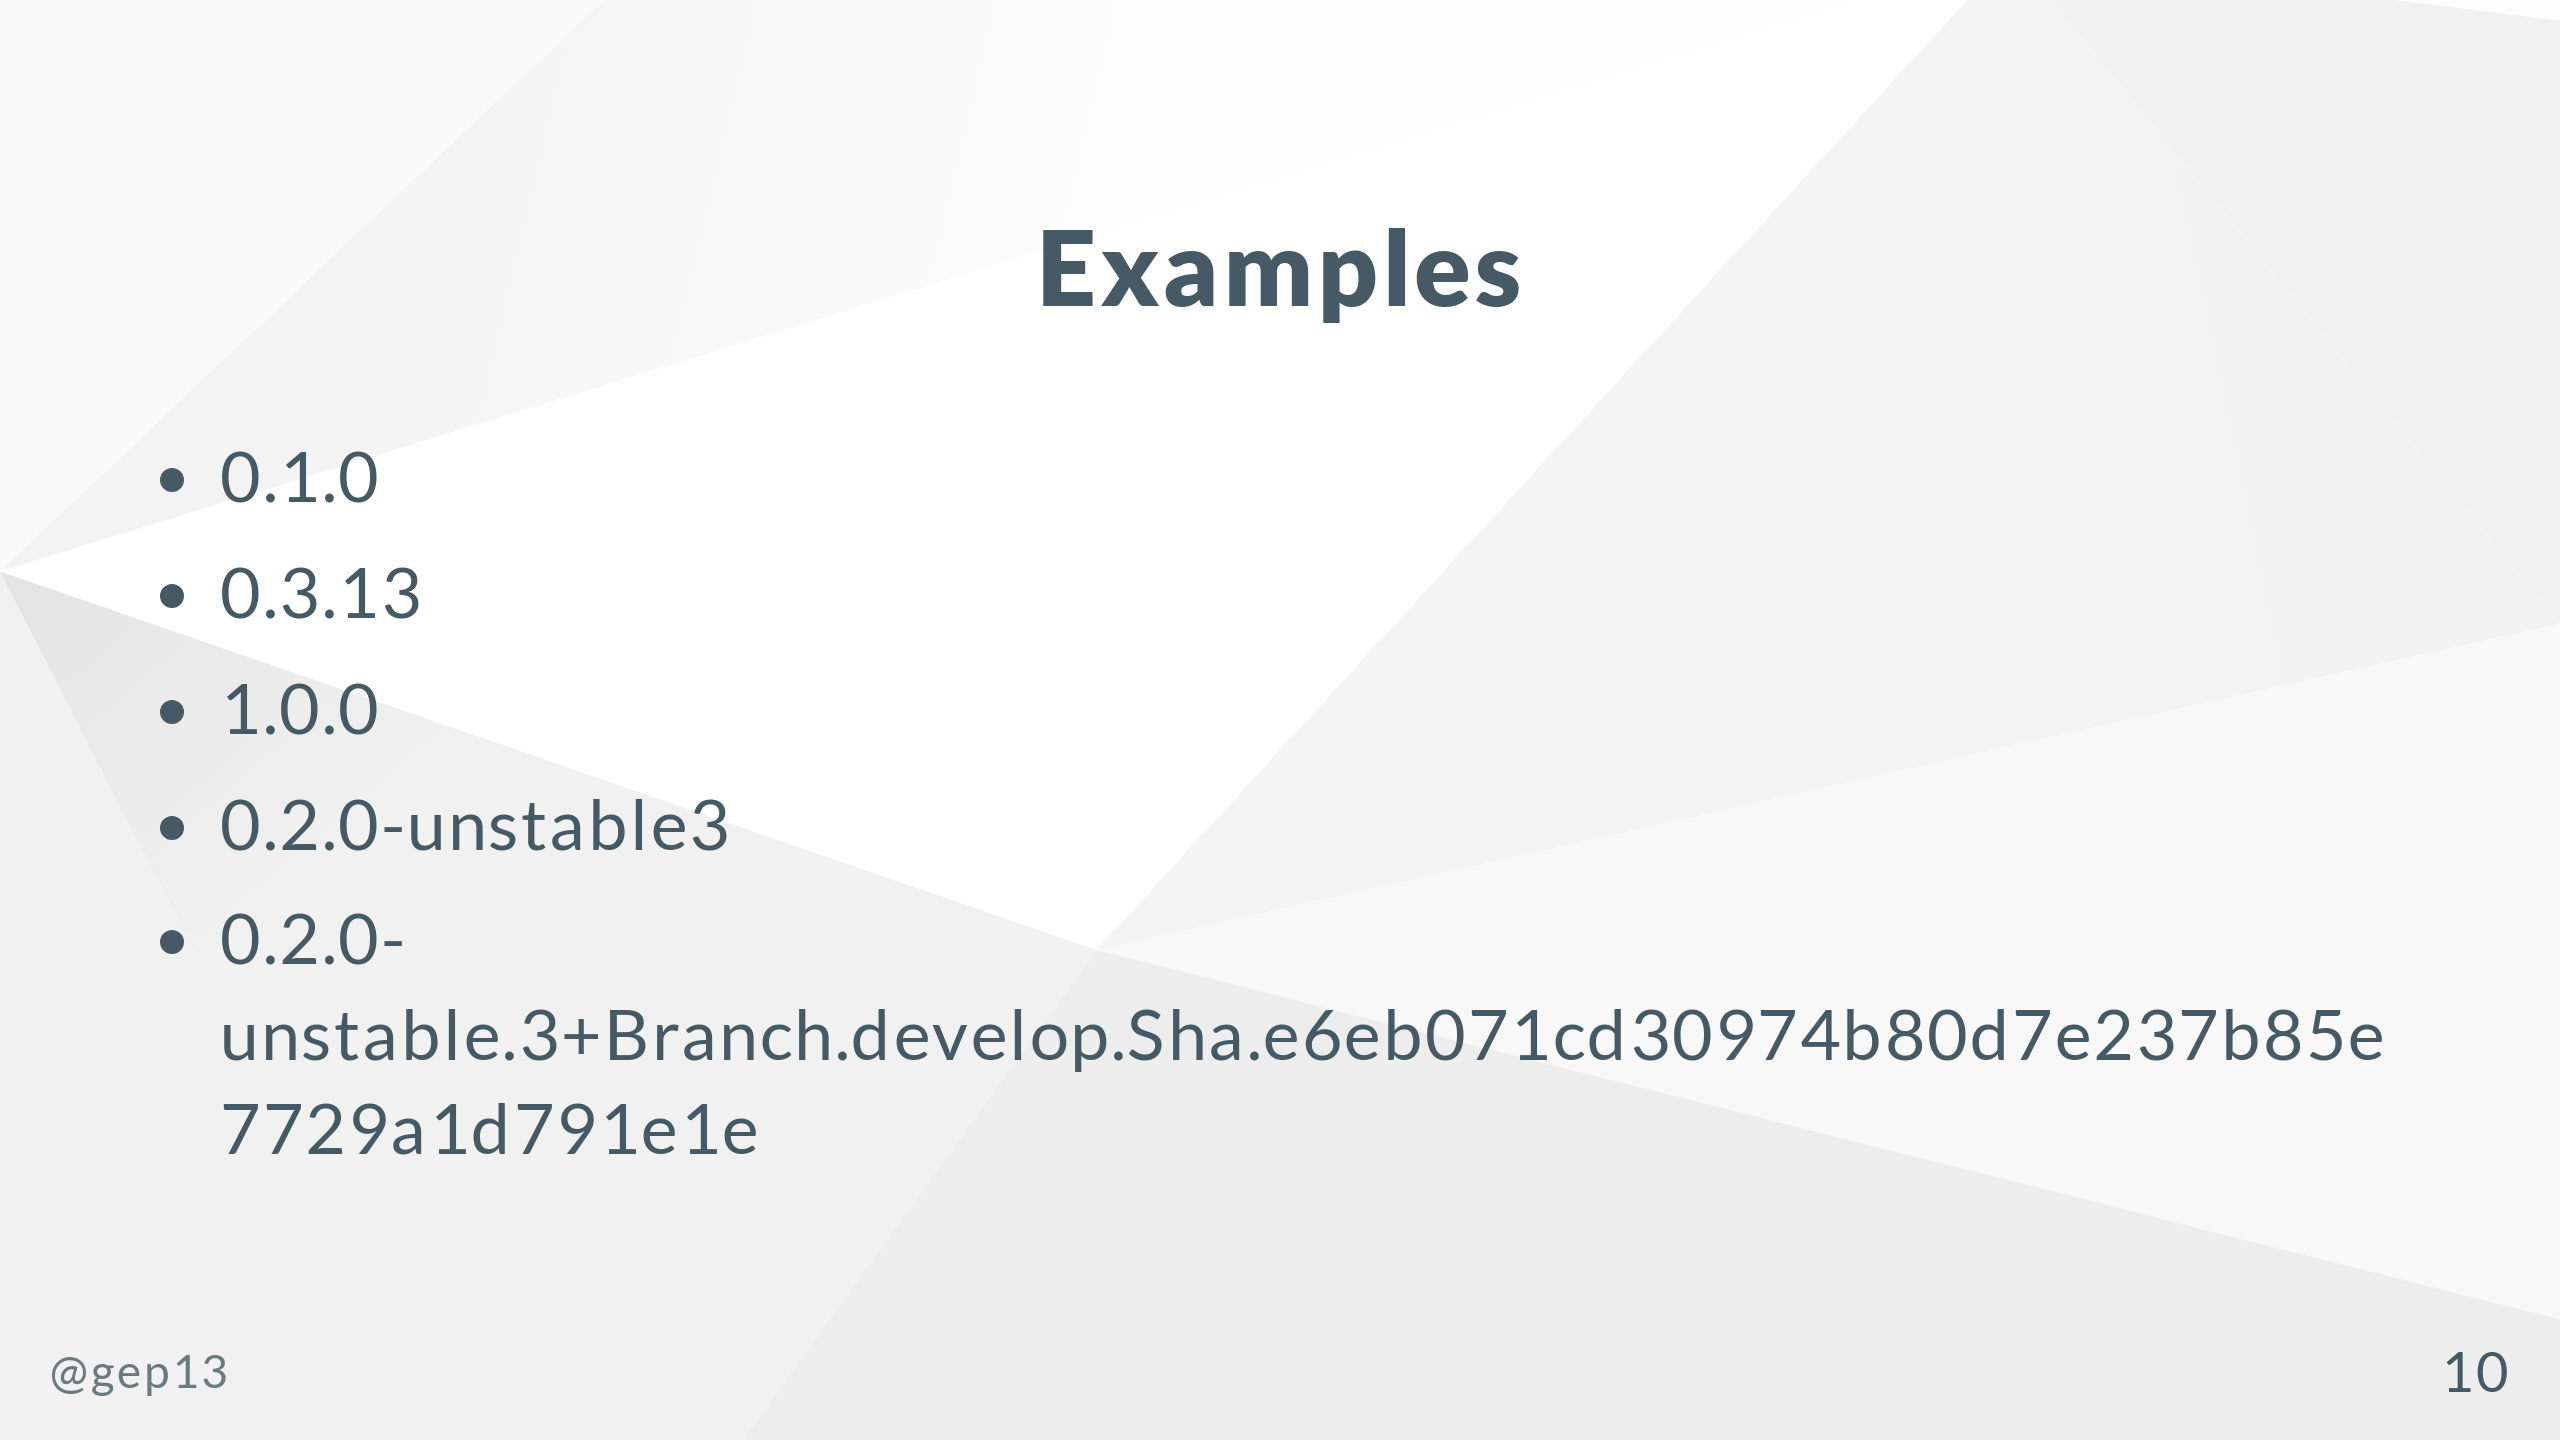 Examples
• 0.1.0
• 0.3.13
• 1.0.0
• 0.2.0-unstable3
• 0.2.0-
unstable.3+Branch.develop.Sha.e6eb071cd30974b80d7e237b85e
7729a1d791e1e
@gep13
10